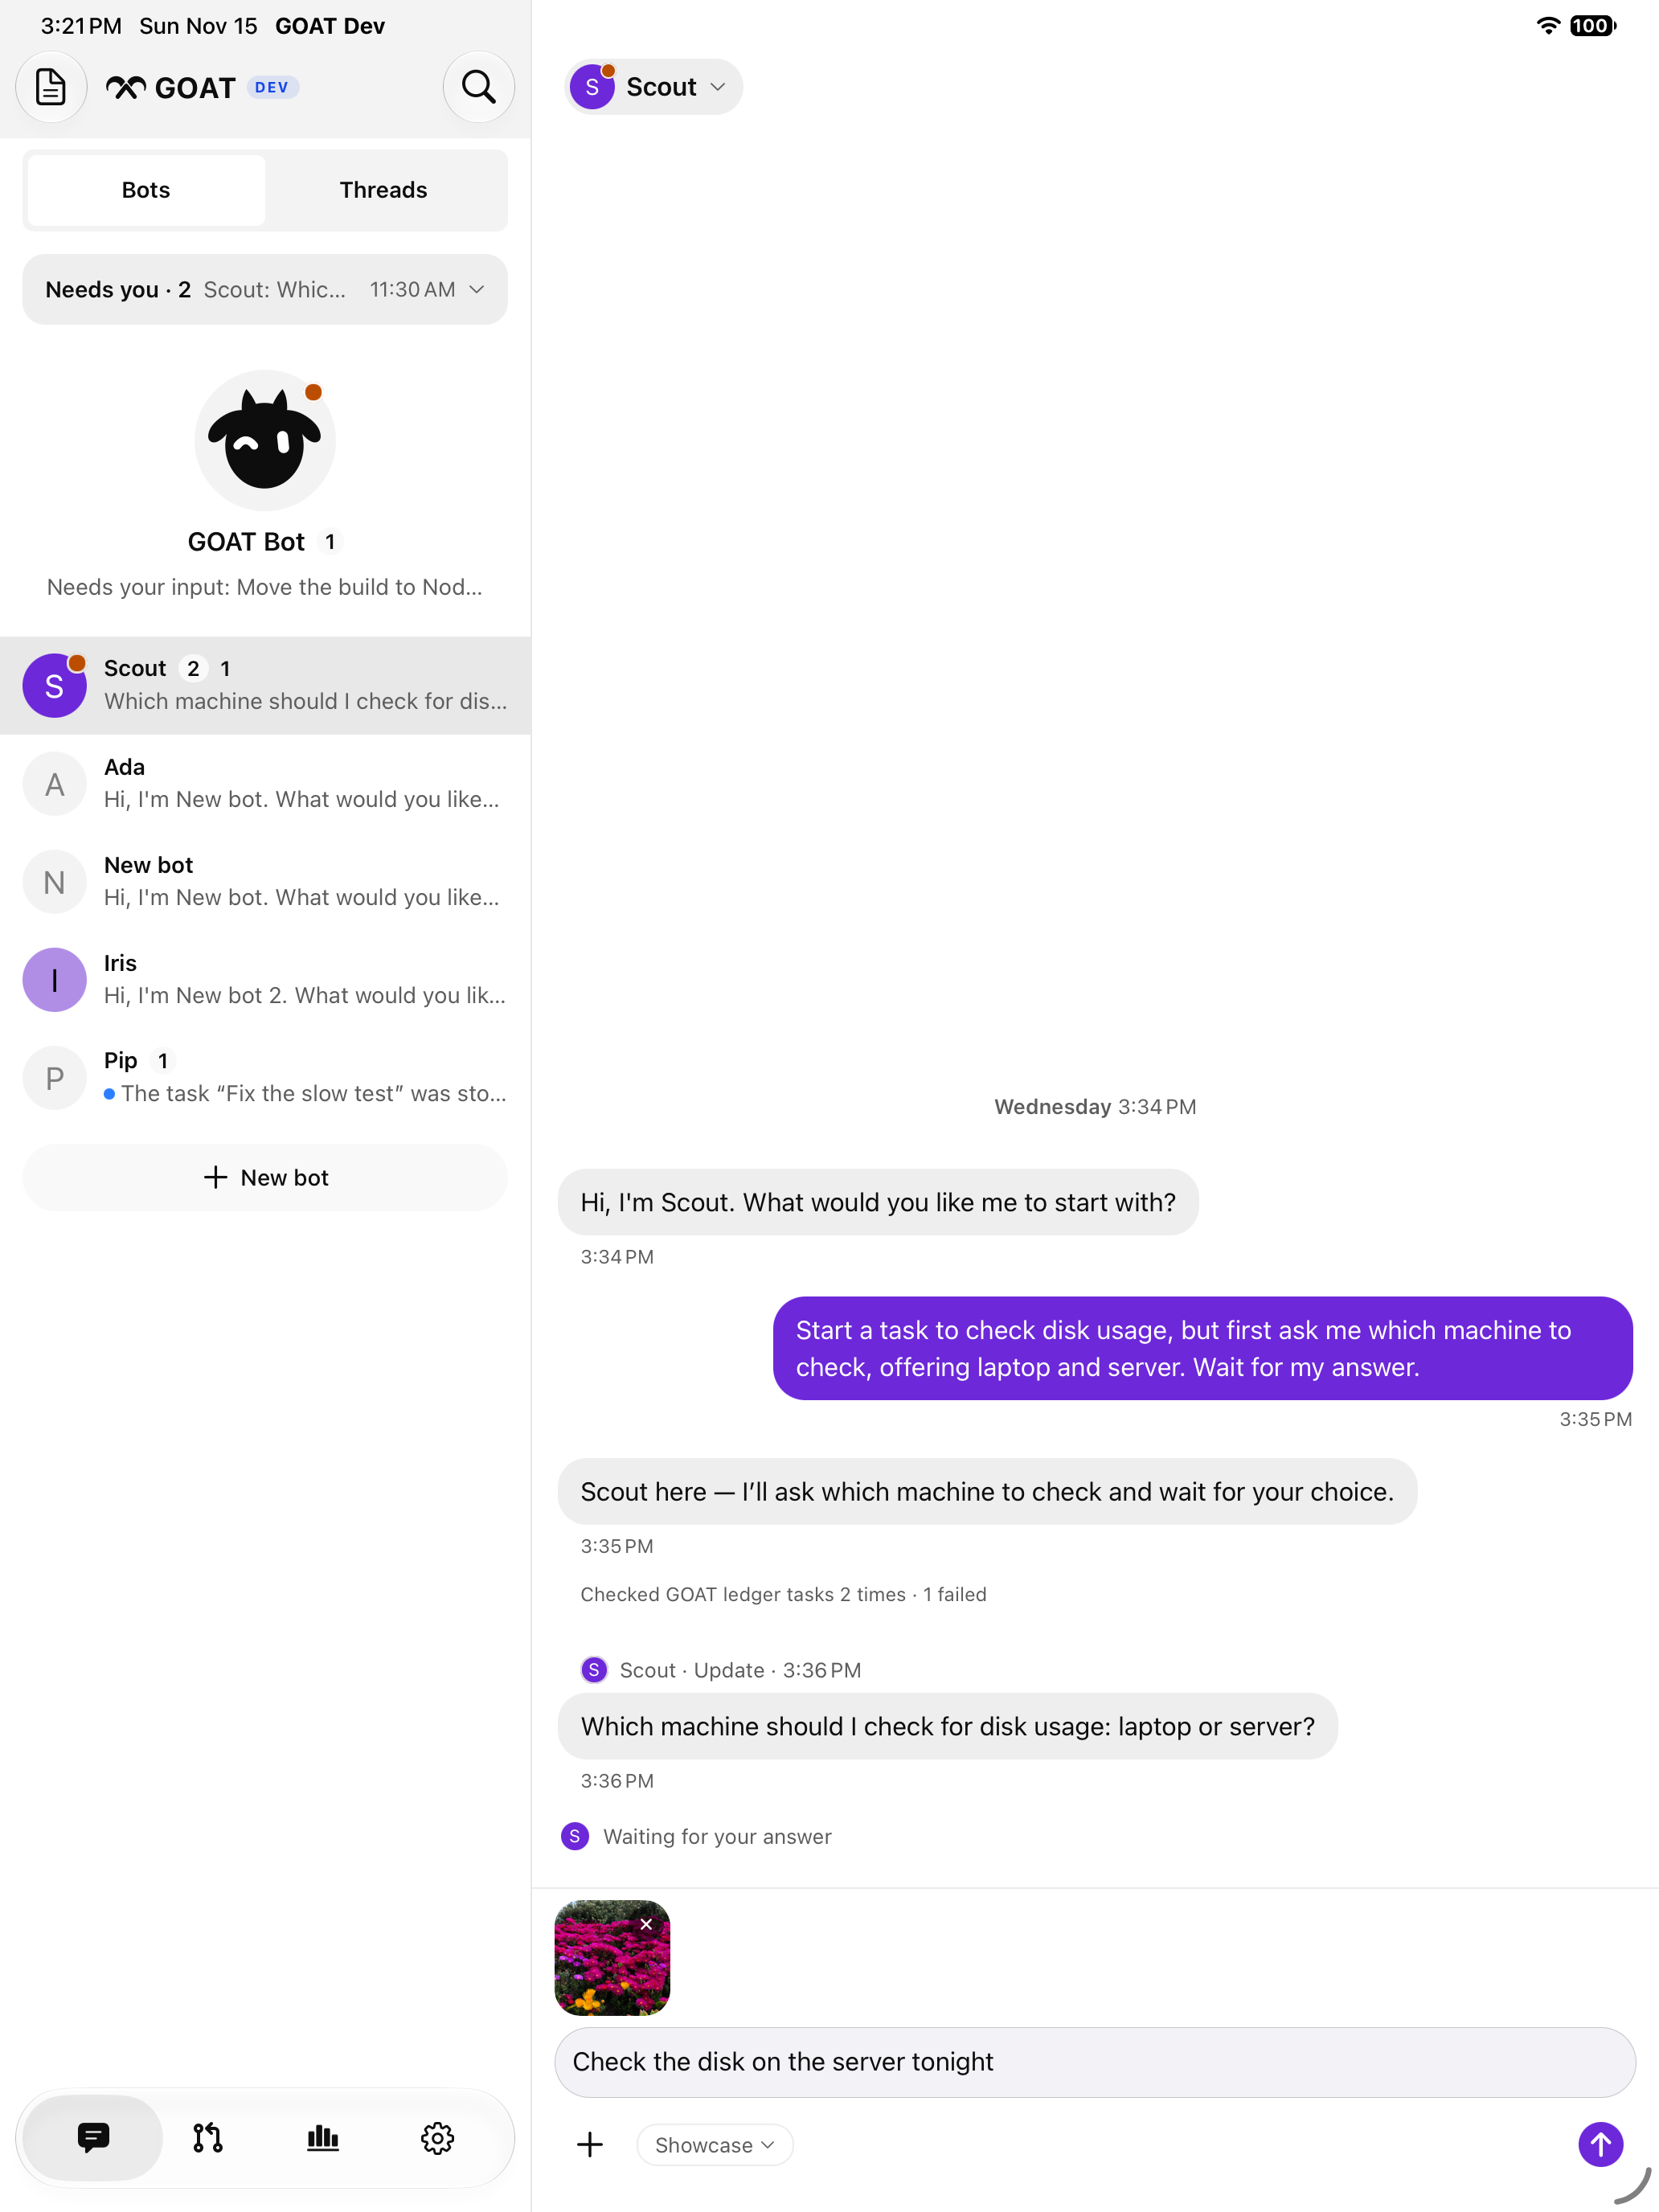 3:21 PM Sun Nov 15 GOAT Dev
100
GOAT DEV
Bots
Threads
Needs you · 2 Scout: Whic... 11:30 AM
GOAT Bot 1
Needs your input: Move the build to Nod...
S
Scout 2 1
Which machine should I check for dis...
A
Ada
Hi, I'm New bot. What would you like...
N
New bot
Hi, I'm New bot. What would you like...
I
Iris
Hi, I'm New bot 2. What would you lik...
P
Pip 1
The task “Fix the slow test” was sto...
New bot
S
Scout
Wednesday 3:34 PM
Hi, I'm Scout. What would you like me to start with?
3:34 PM
Start a task to check disk usage, but first ask me which machine to
check, offering laptop and server. Wait for my answer.
3:35 PM
Scout here — I’ll ask which machine to check and wait for your choice.
3:35 PM
Checked GOAT ledger tasks 2 times · 1 failed
S
Scout · Update · 3:36 PM
Which machine should I check for disk usage: laptop or server?
3:36 PM
S
Waiting for your answer
Check the disk on the server tonight
Showcase